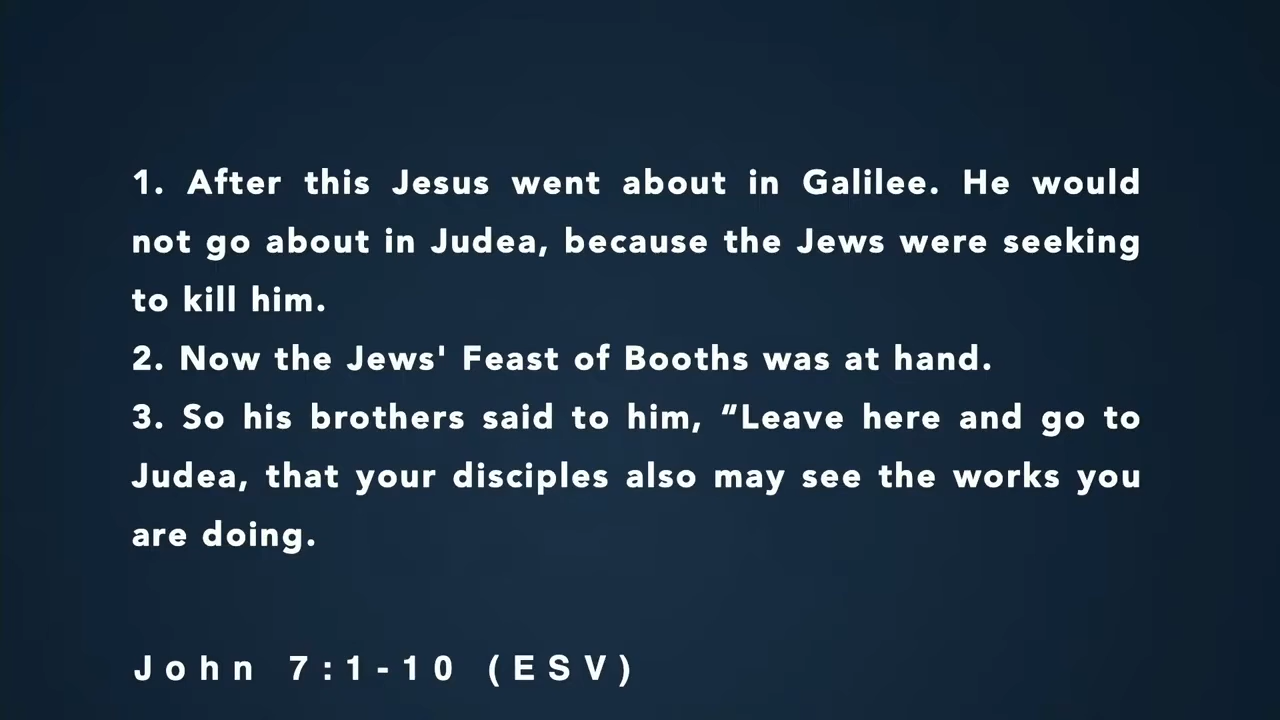 1. After this Jesus went about in Galilee. He would
not go about in Judea, because the Jews were seeking
to kill him.
2. Now the Jews' Feast of Booths was at hand.
3. So his brothers said to him, “Leave here and go to
Judea, that your disciples also may see the works you
are doing.
John 7:1-10 (ESV)